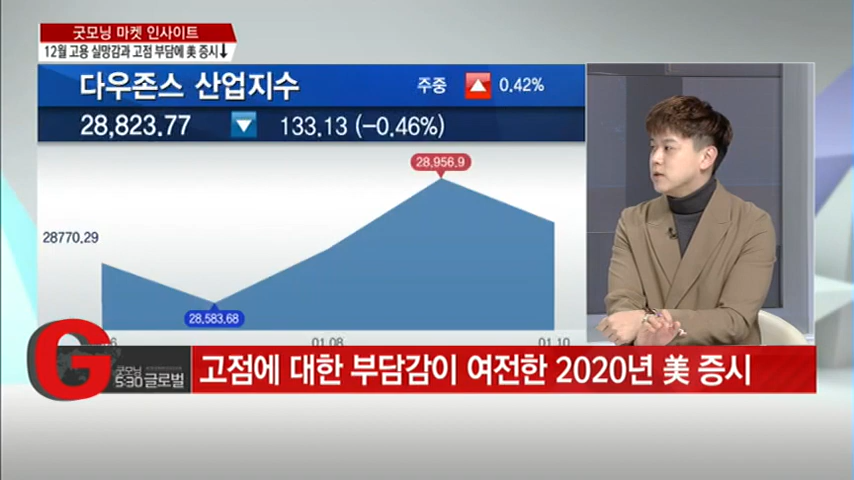 굿모닝 마켓 인사이트
12월 고용 실망감과 고점 부담에 美 증시↓
다우존스 산업지수 주중 ▲ 0.42%
28,823.77 ▼ 133.13 (-0.46%)
28,956.9
28770.29
28,583.68
6 01.08 01.10
G 굿모닝 5:30 글로벌
고점에 대한 부담감이 여전한 2020년 美 증시